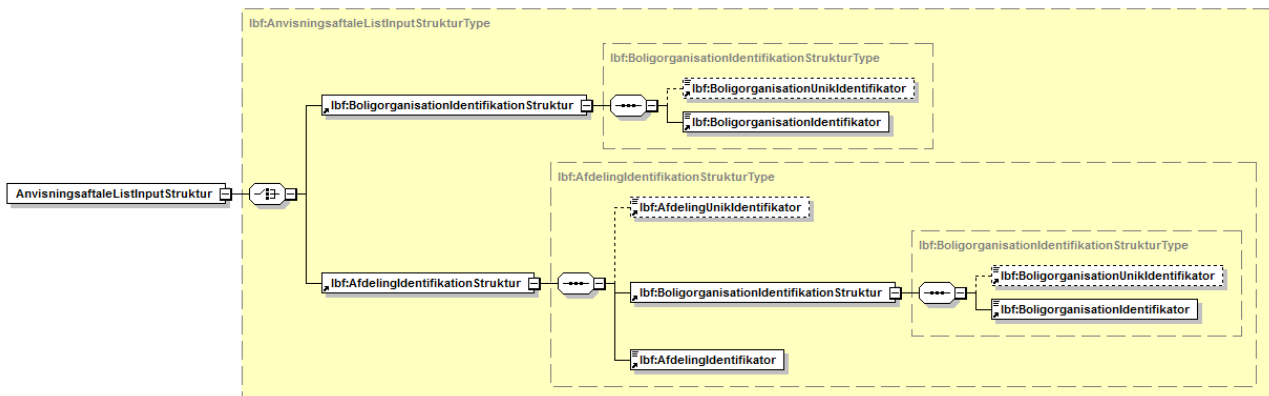 lbf:AnvisningsaftaleListInputStrukturType
lbf:BoligorganisationIdentifikationStrukturType
lbf:BoligorganisationUnikIdentifikator
lbf:BoligorganisationIdentifikationStruktur
lbf:BoligorganisationIdentifikator
lbf:AfdelingIdentifikationStrukturType
AnvisningsaftaleListInputStruktur
lbf:AfdelingUnikIdentifikator
lbf:BoligorganisationIdentifikationStrukturType
lbf:BoligorganisationUnikIdentifikator
lbf:AfdelingIdentifikationStruktur
lbf:BoligorganisationIdentifikationStruktur
lbf:BoligorganisationIdentifikator
lbf:AfdelingIdentifikator